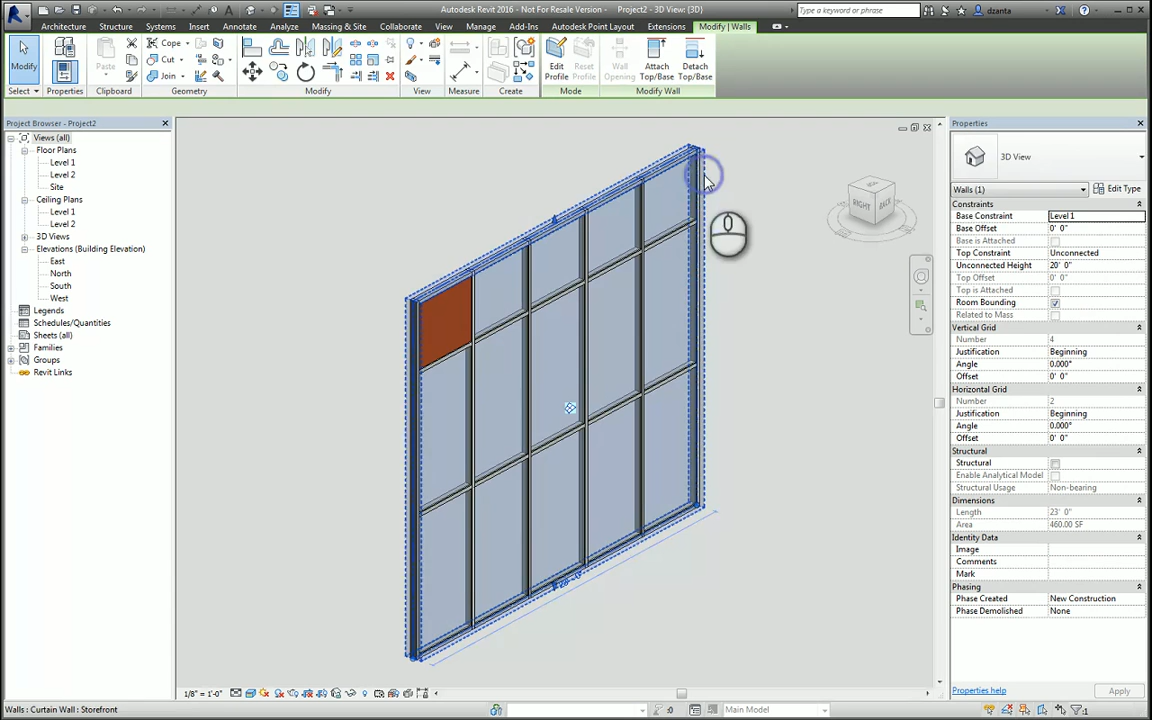 Autodesk Revit 2016 - Not For Resale Version - Project2 - 3D View: {3D}
Type a keyword or phrase
dzanta
Architecture Structure Systems Insert Annotate Analyze Massing & Site Collaborate View Manage Add-Ins Autodesk Point Layout Extensions Modify | Walls
Modify
Paste
Cope
Cut
Join
Edit Profile
Reset Profile
Wall Opening
Attach Top/Base
Detach Top/Base
Select Properties Clipboard Geometry Modify View Measure Create Mode Modify Wall
Project Browser - Project2
Views (all)
Floor Plans
Level 1
Level 2
Site
Ceiling Plans
Level 1
Level 2
3D Views
Elevations (Building Elevation)
East
North
South
West
Legends
Schedules/Quantities
Sheets (all)
Families
Groups
Revit Links
RIGHT
BACK
Properties
3D View
Walls (1)
Edit Type
Constraints
Base Constraint Level 1
Base Offset 0' 0"
Base is Attached
Top Constraint Unconnected
Unconnected Height 20' 0"
Top Offset 0' 0"
Top is Attached
Room Bounding
Related to Mass
Vertical Grid
Number 4
Justification Beginning
Angle 0.000°
Offset 0' 0"
Horizontal Grid
Number 2
Justification Beginning
Angle 0.000°
Offset 0' 0"
Structural
Structural
Enable Analytical Model
Structural Usage Non-bearing
Dimensions
Length 23' 0"
Area 460.00 SF
Identity Data
Image
Comments
Mark
Phasing
Phase Created New Construction
Phase Demolished None
Properties help
Apply
1/8" = 1'-0"
Walls : Curtain Wall : Storefront
:0
Main Model
:1